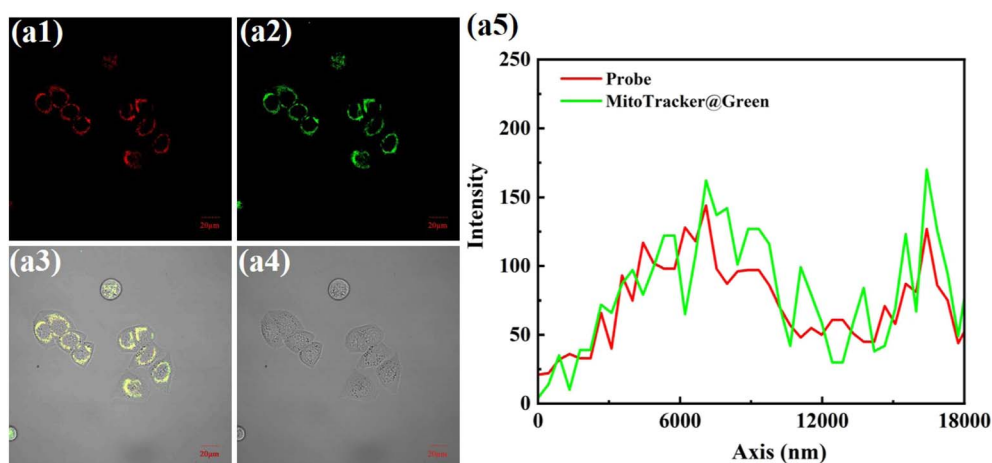 (a1)
(a2)
(a5)
20μm
20μm
(a3)
(a4)
20μm
20μm
250
200
150
100
50
0
Intensity
Probe
MitoTracker@Green
0
6000
12000
18000
Axis (nm)